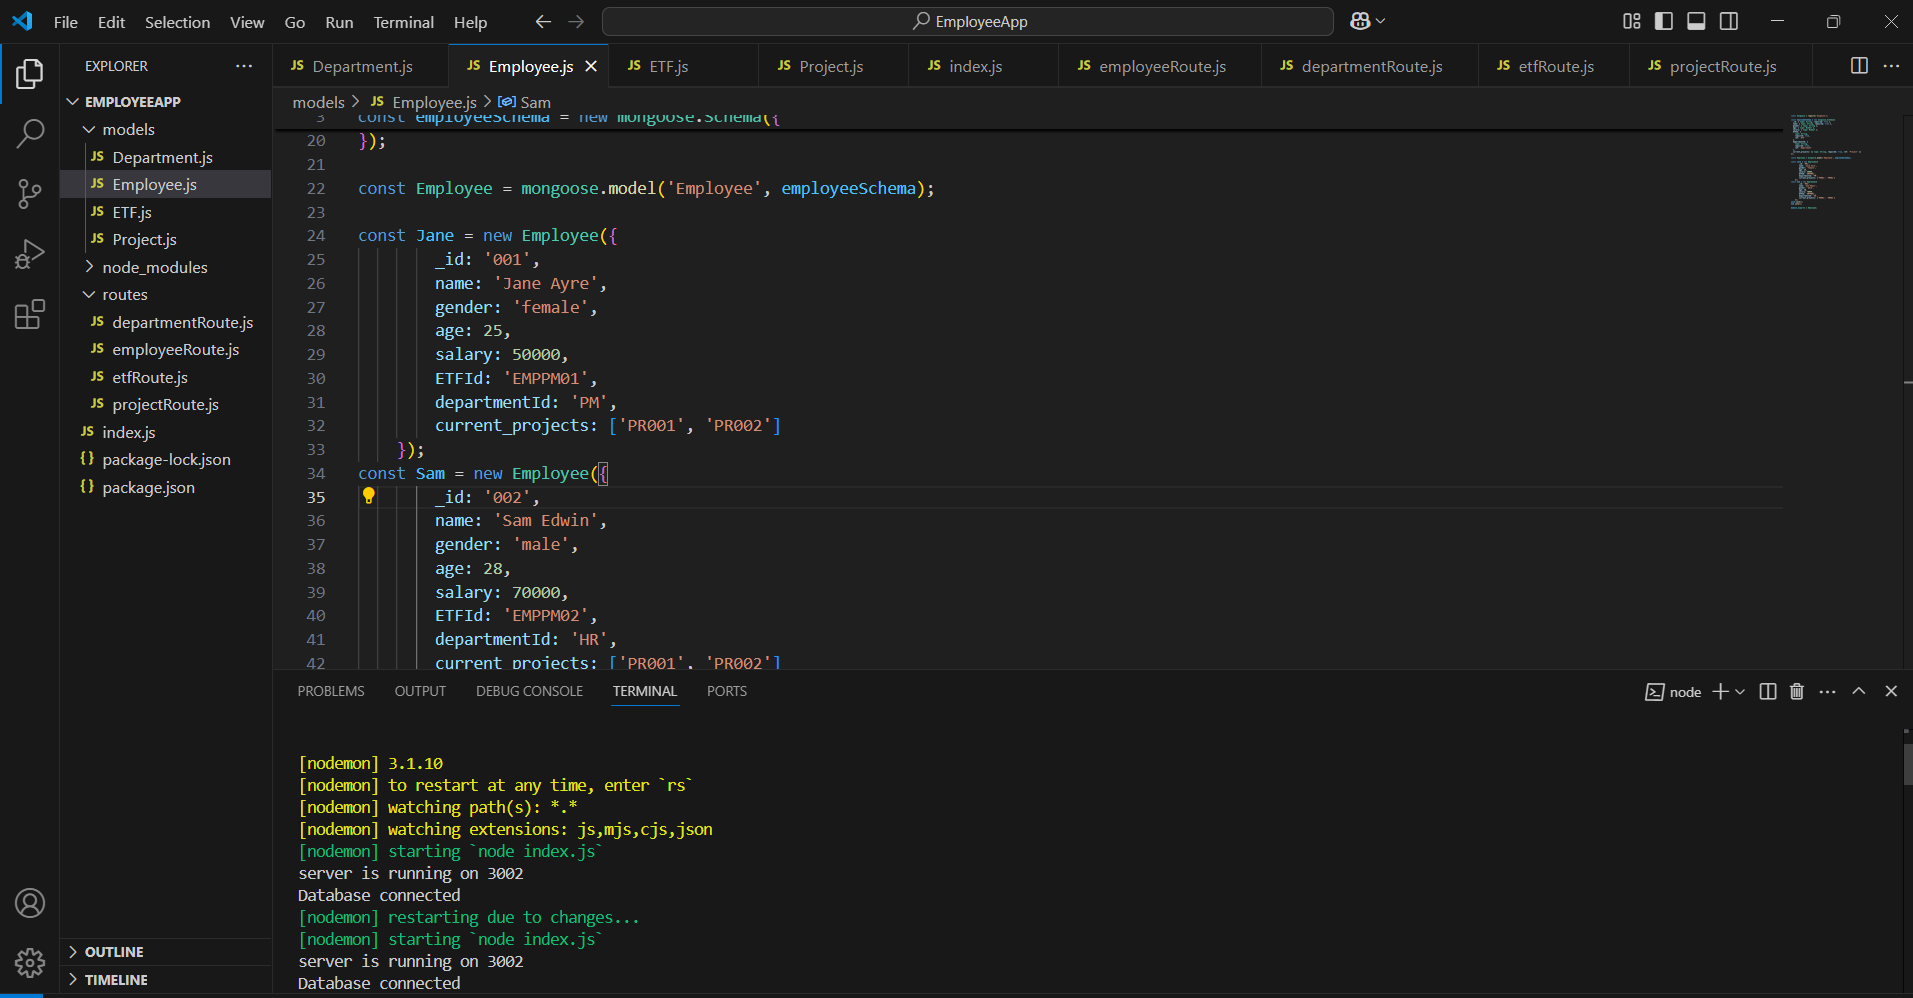 File Edit Selection View Go Run Terminal Help
EmployeeApp
EXPLORER
EMPLOYEEAPP
models
JS Department.js
JS Employee.js
JS ETF.js
JS Project.js
node_modules
routes
JS departmentRoute.js
JS employeeRoute.js
JS etfRoute.js
JS projectRoute.js
JS index.js
{} package-lock.json
{} package.json
OUTLINE
TIMELINE
JS Department.js JS Employee.js JS ETF.js JS Project.js JS index.js JS employeeRoute.js JS departmentRoute.js JS etfRoute.js JS projectRoute.js
models > JS Employee.js > Sam
3 const employeeSchema = new mongoose.Schema({
20 });
21
22 const Employee = mongoose.model('Employee', employeeSchema);
23
24 const Jane = new Employee({
25 _id: '001',
26 name: 'Jane Ayre',
27 gender: 'female',
28 age: 25,
29 salary: 50000,
30 ETFId: 'EMPPM01',
31 departmentId: 'PM',
32 current_projects: ['PR001', 'PR002']
33 });
34 const Sam = new Employee({
35 _id: '002',
36 name: 'Sam Edwin',
37 gender: 'male',
38 age: 28,
39 salary: 70000,
40 ETFId: 'EMPPM02',
41 departmentId: 'HR',
42 current_projects: ['PR001', 'PR002']
PROBLEMS OUTPUT DEBUG CONSOLE TERMINAL PORTS
node
[nodemon] 3.1.10
[nodemon] to restart at any time, enter `rs`
[nodemon] watching path(s): *.*
[nodemon] watching extensions: js,mjs,cjs,json
[nodemon] starting `node index.js`
server is running on 3002
Database connected
[nodemon] restarting due to changes...
[nodemon] starting `node index.js`
server is running on 3002
Database connected